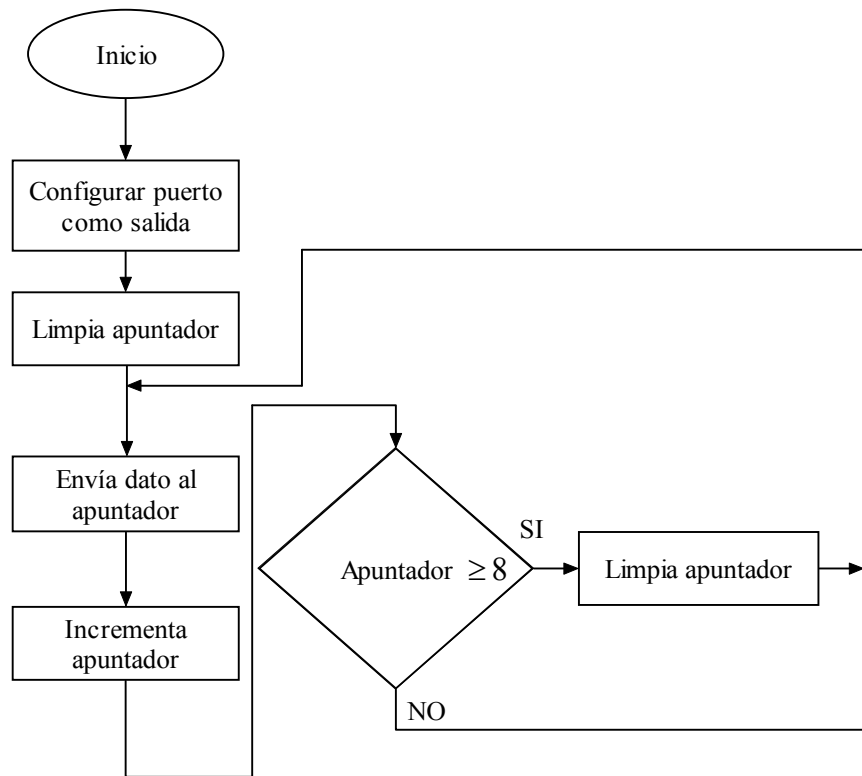 Inicio
Configurar puerto
como salida
Limpia apuntador
Envía dato al
apuntador
Incrementa
apuntador
Apuntador ≥ 8
SI
Limpia apuntador
NO